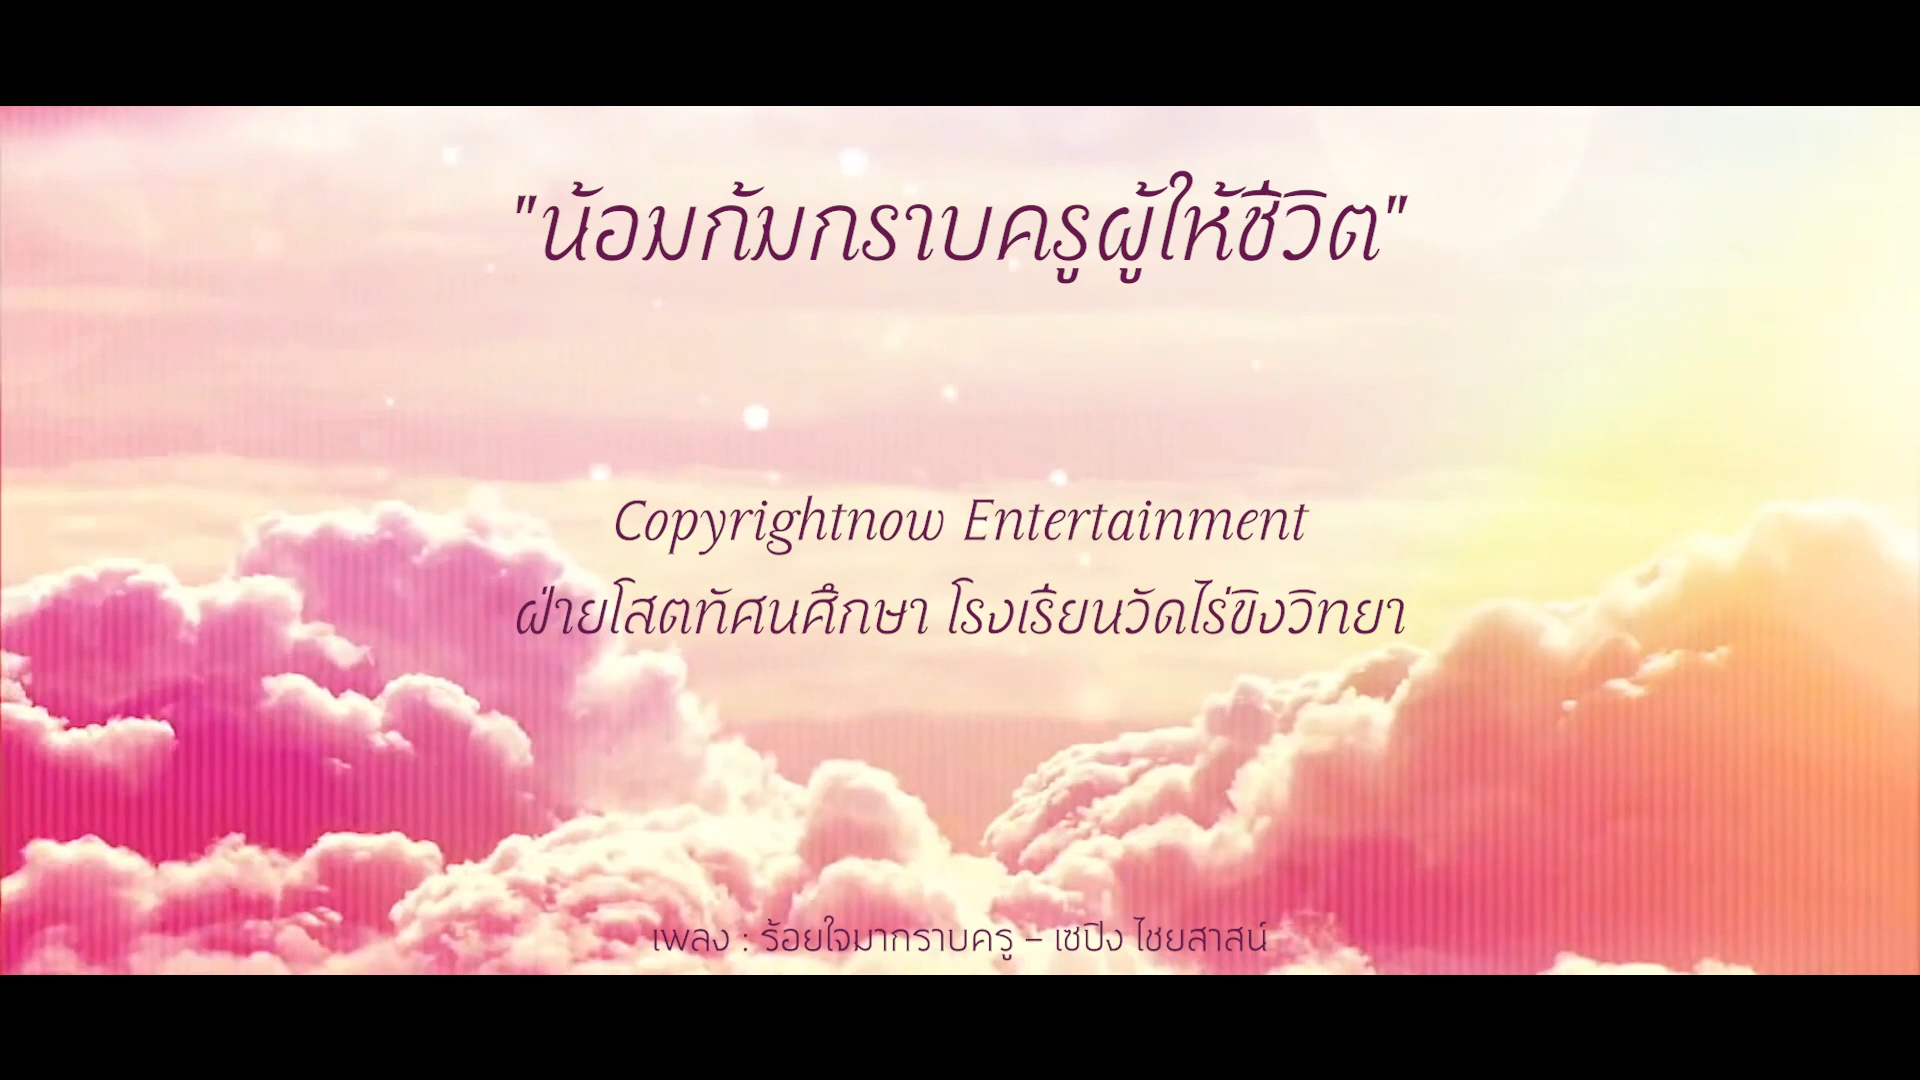 "น้อมก้มกราบครูผู้ให้ชีวิต"
Copyrightnow Entertainment
ฝ่ายโสตทัศนศึกษา โรงเรียนวัดไร่ขิงวิทยา
เพลง : ร้อยใจมากราบครู – เซปิง ไชยสาสน์